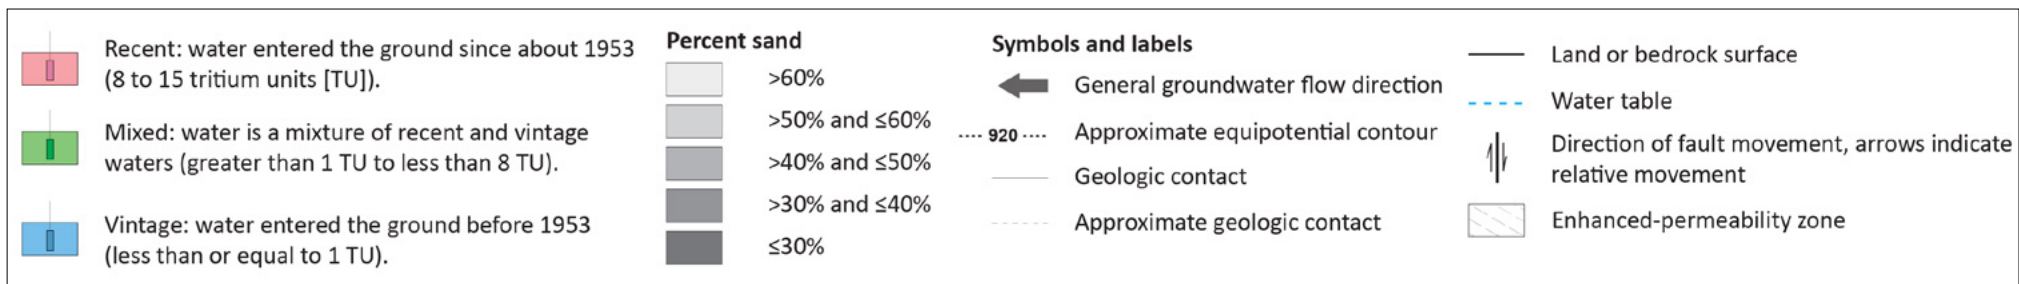 Recent: water entered the ground since about 1953
(8 to 15 tritium units [TU]).
Mixed: water is a mixture of recent and vintage
waters (greater than 1 TU to less than 8 TU).
Vintage: water entered the ground before 1953
(less than or equal to 1 TU).
Percent sand
>60%
>50% and ≤60%
>40% and ≤50%
>30% and ≤40%
≤30%
Symbols and labels
General groundwater flow direction
920
Approximate equipotential contour
Geologic contact
Approximate geologic contact
Land or bedrock surface
Water table
Direction of fault movement, arrows indicate
relative movement
Enhanced-permeability zone